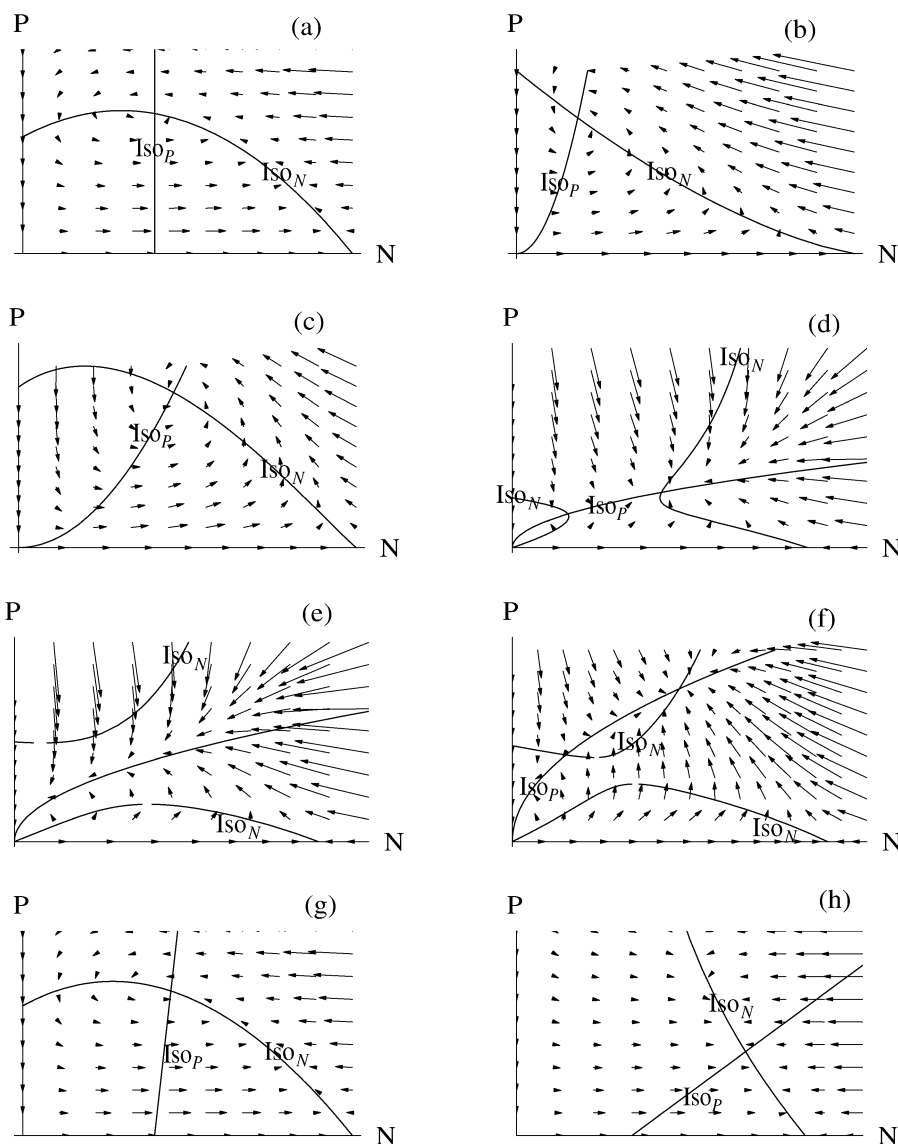 P
(a)
Iso_P
Iso_N
N
P
(b)
Iso_P
Iso_N
N
P
(c)
Iso_P
Iso_N
N
P
(d)
Iso_N
Iso_N
Iso_P
N
P
(e)
Iso_N
Iso_N
N
P
(f)
Iso_N
Iso_P
Iso_N
N
P
(g)
Iso_P
Iso_N
N
P
(h)
Iso_N
Iso_P
N